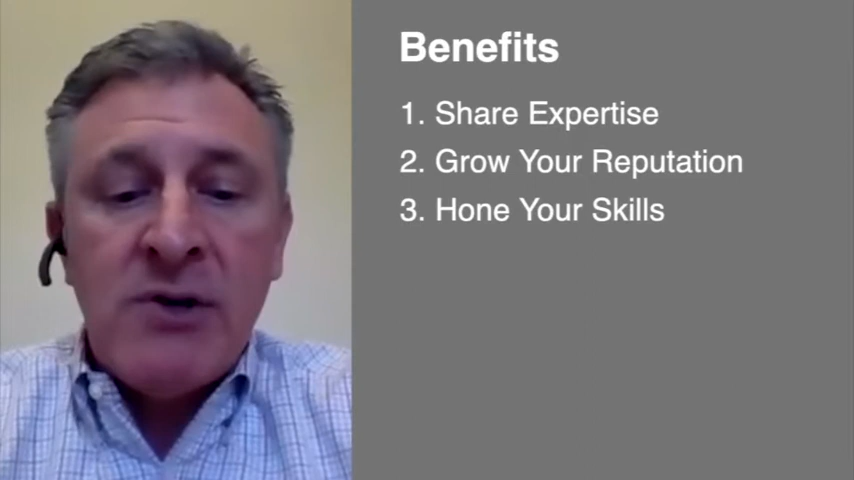 Benefits
1. Share Expertise
2. Grow Your Reputation
3. Hone Your Skills